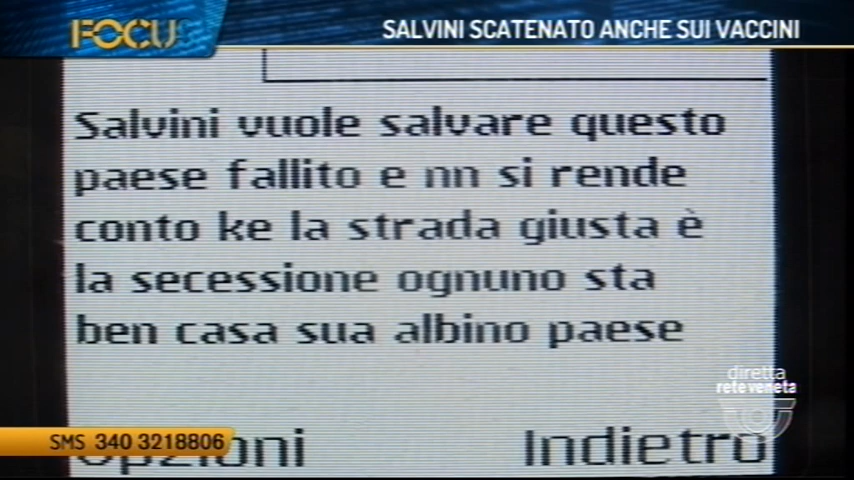 FOCUS
SALVINI SCATENATO ANCHE SUI VACCINI
Salvini vuole salvare questo
paese fallito e nn si rende
conto ke la strada giusta è
la secessione ognuno sta
ben casa sua albino paese
diretta
rete veneta
SMS 340 3218806
Opzioni
Indietro